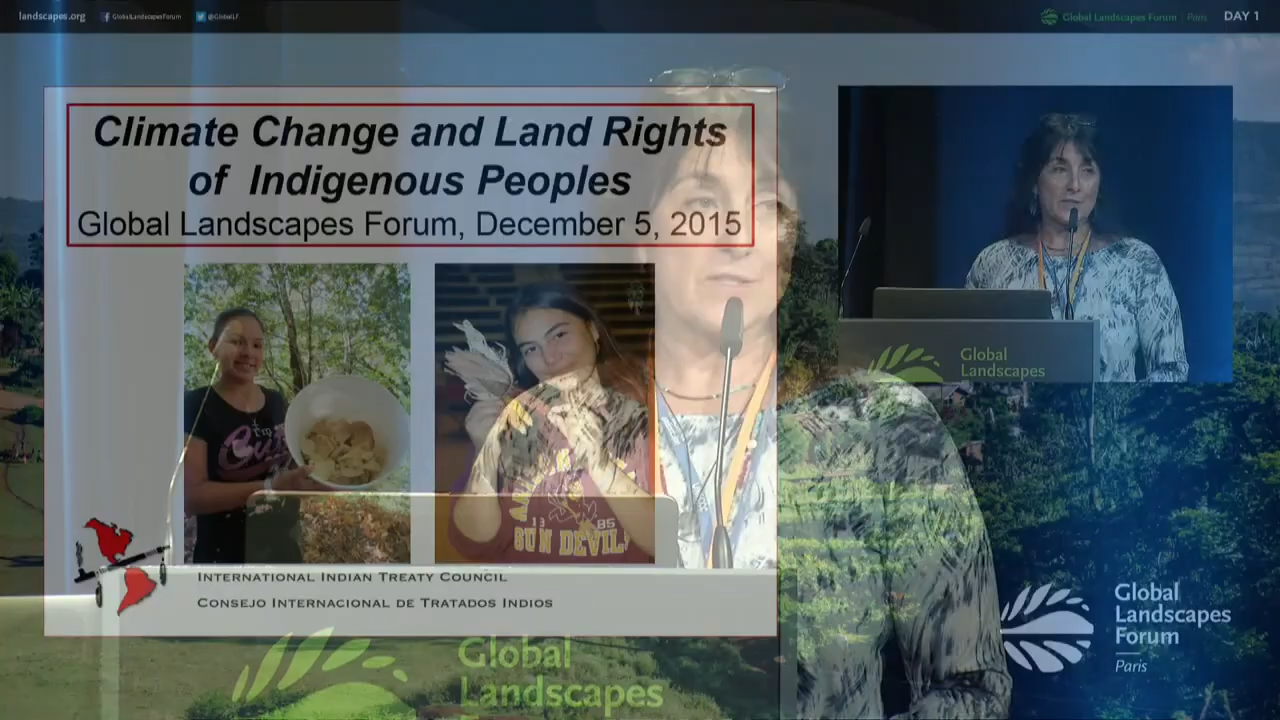 landscapes.org
GlobalLandscapesForum
@GlobalLF
Global Landscapes Forum | Paris
DAY 1
Climate Change and Land Rights
of Indigenous Peoples
Global Landscapes Forum, December 5, 2015
13 85
SUN DEVILS
INTERNATIONAL INDIAN TREATY COUNCIL
CONSEJO INTERNACIONAL DE TRATADOS INDIOS
Global
Landscapes
Global
Landscapes
Forum
Paris
Global
Landscapes